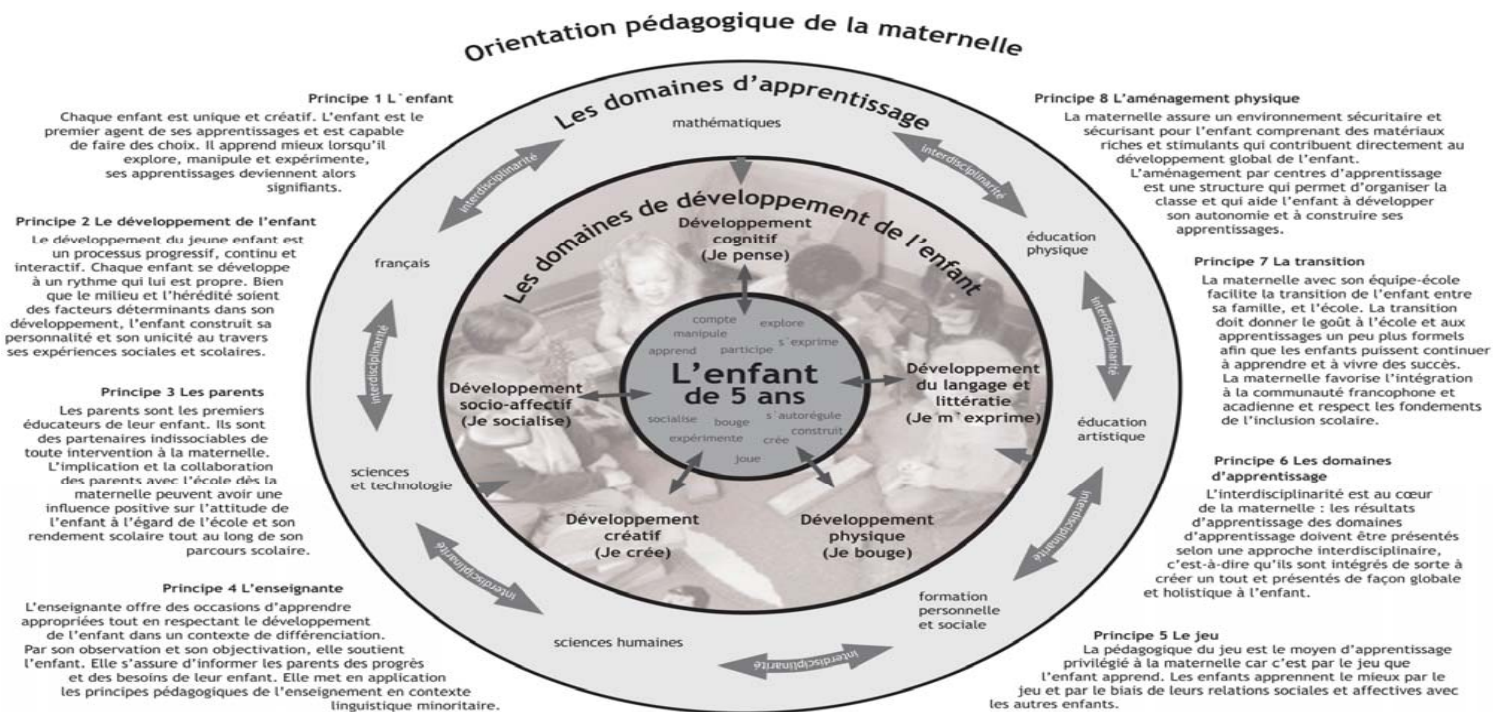 Orientation pédagogique de la maternelle
Principe 1 L`enfant
Chaque enfant est unique et créatif. L'enfant est le
premier agent de ses apprentissages et est capable
de faire des choix. Il apprend mieux lorsqu'il
explore, manipule et expérimente,
ses apprentissages deviennent alors
signifiants.
Principe 2 Le développement de l'enfant
Le développement du jeune enfant est
un processus progressif, continu et
interactif. Chaque enfant se développe
à un rythme qui lui est propre. Bien
que le milieu et l'hérédité soient
des facteurs déterminants dans son
développement, l'enfant construit sa
personnalité et son unicité au travers
ses expériences sociales et scolaires.
Principe 3 Les parents
Les parents sont les premiers
éducateurs de leur enfant. Ils sont
des partenaires indissociables de
toute intervention à la maternelle.
L'implication et la collaboration
des parents avec l'école dès la
maternelle peuvent avoir une
influence positive sur l'attitude de
l'enfant à l'égard de l'école et son
rendement scolaire tout au long de son
parcours scolaire.
Principe 4 L'enseignante
L'enseignante offre des occasions d'apprendre
appropriées tout en respectant le développement
de l'enfant dans un contexte de différenciation.
Par son observation et son objectivation, elle soutient
l'enfant. Elle s'assure d'informer les parents des progrès
et des besoins de leur enfant. Elle met en application
les principes pédagogiques de l'enseignement en contexte
linguistique minoritaire.
Les domaines d'apprentissage
mathématiques
interdisciplinarité
interdisciplinarité
français
éducation
physique
interdisciplinarité
interdisciplinarité
éducation
artistique
sciences
et technologie
interdisciplinarité
interdisciplinarité
formation
personnelle
et sociale
sciences humaines
interdisciplinarité
Les domaines de développement de l'enfant
Développement
cognitif
(Je pense)
Développement
socio-affectif
(Je socialise)
Développement
du langage et
littératie
(Je m`exprime)
Développement
créatif
(Je crée)
Développement
physique
(Je bouge)
compte
explore
manipule
s`exprime
apprend
participe
L'enfant
de 5 ans
socialise
bouge
s`autorégule
construit
expérimente
crée
joue
Principe 8 L'aménagement physique
La maternelle assure un environnement sécuritaire et
sécurisant pour l'enfant comprenant des matériaux
riches et stimulants qui contribuent directement au
développement global de l'enfant.
L'aménagement par centres d'apprentissage
est une structure qui permet d'organiser la
classe et qui aide l'enfant à développer
son autonomie et à construire ses
apprentissages.
Principe 7 La transition
La maternelle avec son équipe-école
facilite la transition de l'enfant entre
sa famille, et l'école. La transition
doit donner le goût à l'école et aux
apprentissages un peu plus formels
afin que les enfants puissent continuer
à apprendre et à vivre des succès.
La maternelle favorise l'intégration
à la communauté francophone et
acadienne et respect les fondements
de l'inclusion scolaire.
Principe 6 Les domaines
d'apprentissage
L'interdisciplinarité est au cœur
de la maternelle : les résultats
d'apprentissage des domaines
d'apprentissage doivent être présentés
selon une approche interdisciplinaire,
c'est-à-dire qu'ils sont intégrés de sorte à
créer un tout et présentés de façon globale
et holistique à l'enfant.
Principe 5 Le jeu
La pédagogique du jeu est le moyen d'apprentissage
privilégié à la maternelle car c'est par le jeu que
l'enfant apprend. Les enfants apprennent le mieux par le
jeu et par le biais de leurs relations sociales et affectives avec
les autres enfants.